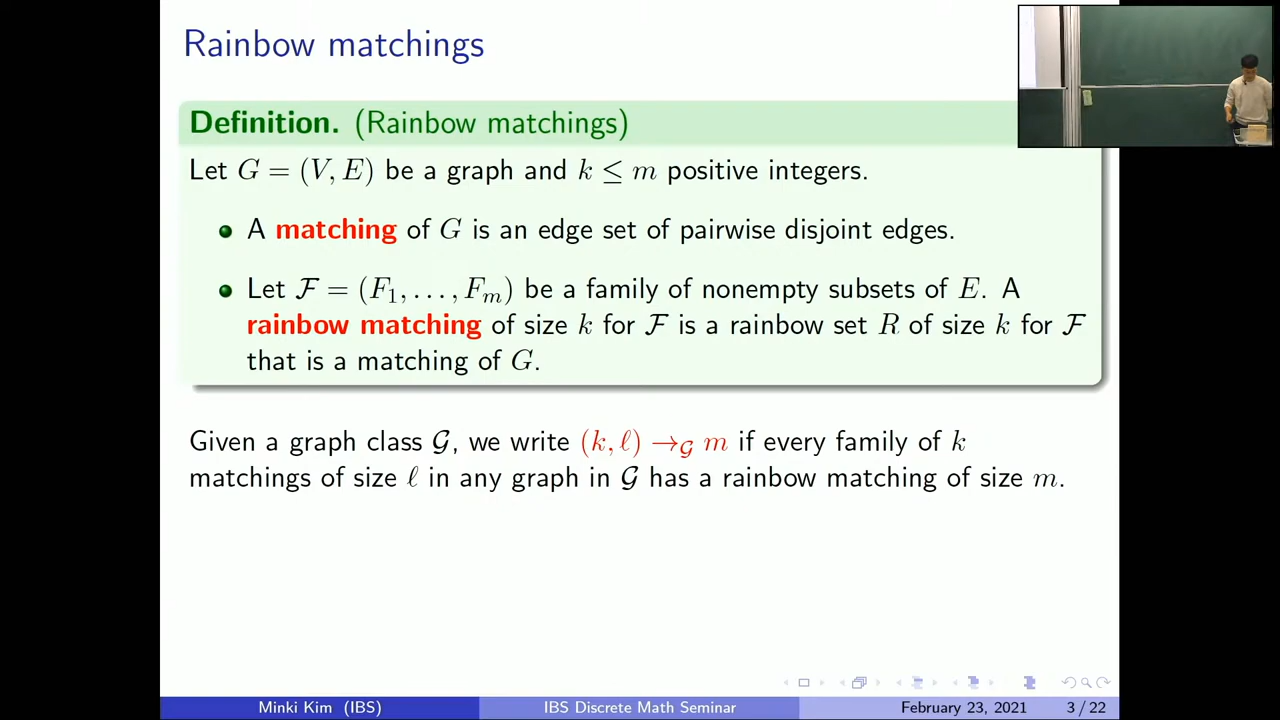 Rainbow matchings
Definition. (Rainbow matchings)
Let G = (V, E) be a graph and k ≤ m positive integers.
A matching of G is an edge set of pairwise disjoint edges.
Let ℱ = (F₁, . . . , Fₘ) be a family of nonempty subsets of E. A
rainbow matching of size k for ℱ is a rainbow set R of size k for ℱ
that is a matching of G.
Given a graph class 𝒢, we write (k, ℓ) →_𝒢 m if every family of k
matchings of size ℓ in any graph in 𝒢 has a rainbow matching of size m.
Minki Kim (IBS) IBS Discrete Math Seminar February 23, 2021 3 / 22